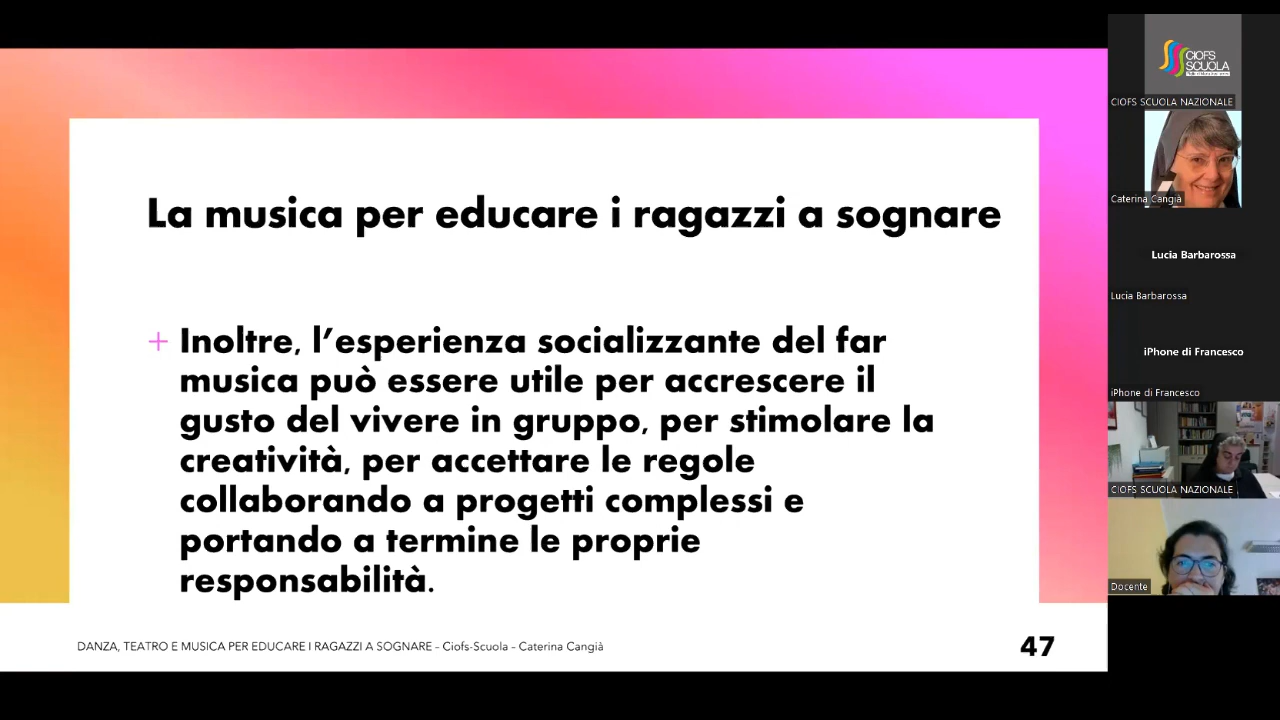 La musica per educare i ragazzi a sognare
+ Inoltre, l’esperienza socializzante del far
musica può essere utile per accrescere il
gusto del vivere in gruppo, per stimolare la
creatività, per accettare le regole
collaborando a progetti complessi e
portando a termine le proprie
responsabilità.
DANZA, TEATRO E MUSICA PER EDUCARE I RAGAZZI A SOGNARE – Ciofs-Scuola – Caterina Cangià
47
CIOFS
SCUOLA
CIOFS SCUOLA NAZIONALE
Caterina Cangià
Lucia Barbarossa
Lucia Barbarossa
iPhone di Francesco
iPhone di Francesco
CIOFS SCUOLA NAZIONALE
Docente